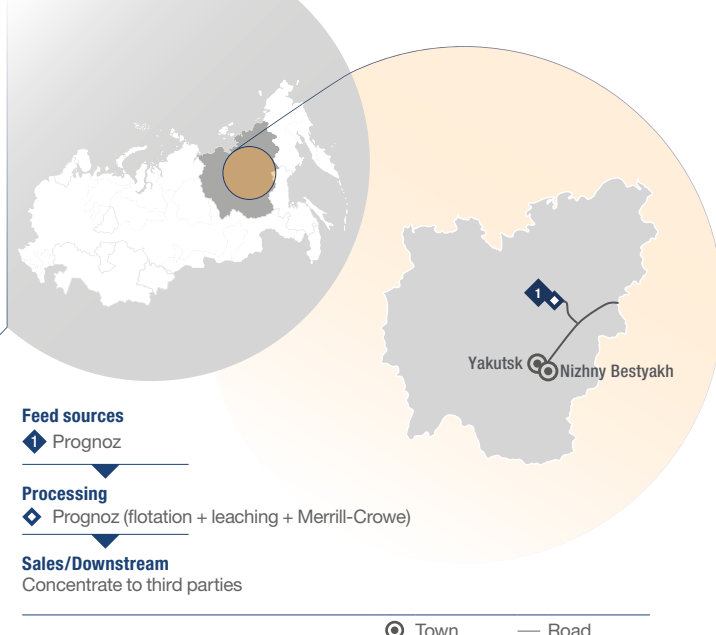 1
Yakutsk
Nizhny Bestyakh
Feed sources
1 Prognoz
Processing
Prognoz (flotation + leaching + Merrill-Crowe)
Sales/Downstream
Concentrate to third parties
Town
Road